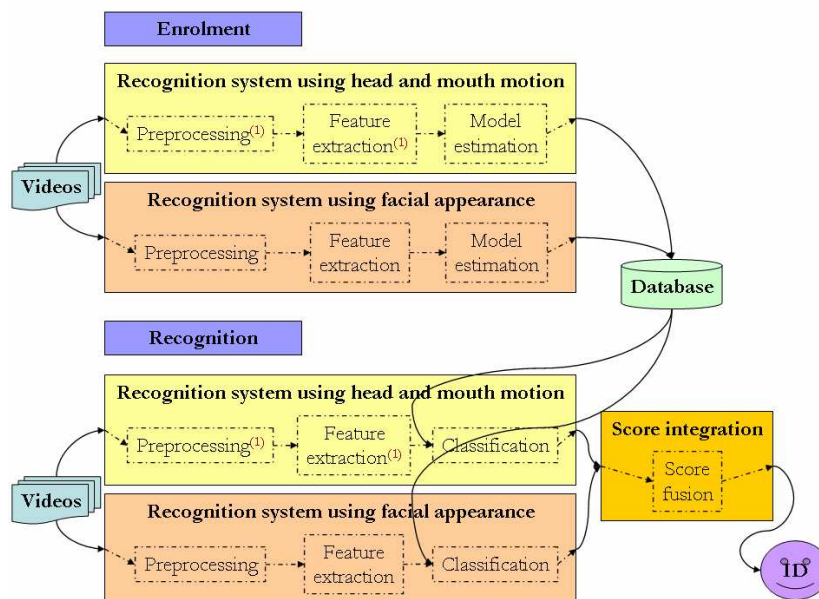 Enrolment
Recognition system using head and mouth motion
Preprocessing(1)
Feature
extraction(1)
Model
estimation
Videos
Recognition system using facial appearance
Preprocessing
Feature
extraction
Model
estimation
Database
Recognition
Recognition system using head and mouth motion
Preprocessing(1)
Feature
extraction(1)
Classification
Videos
Recognition system using facial appearance
Preprocessing
Feature
extraction
Classification
Score integration
Score
fusion
ID